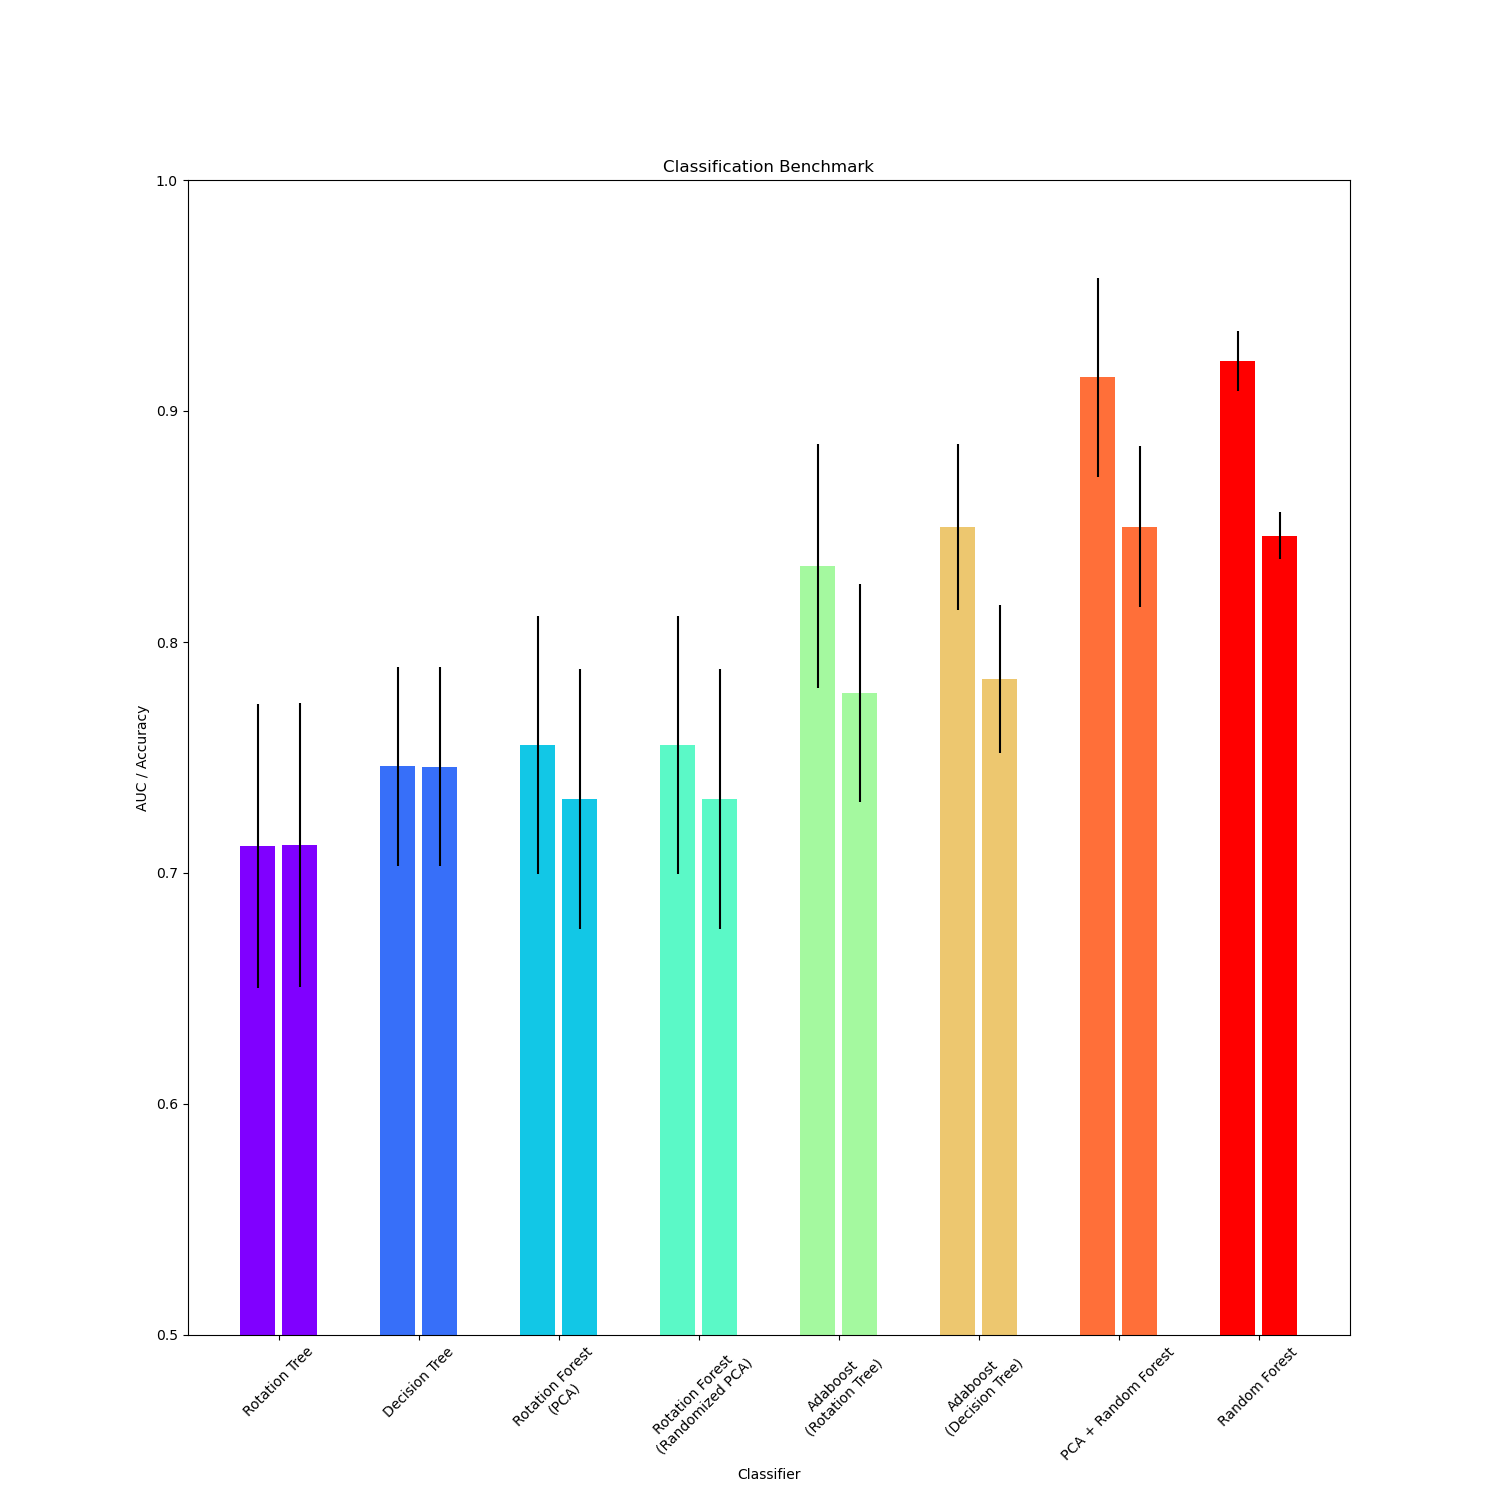 Classification Benchmark
1.0
0.9
0.8
0.7
0.6
0.5
AUC / Accuracy
Rotation Tree
Decision Tree
Rotation Forest
(PCA)
Rotation Forest
(Randomized PCA)
Adaboost
(Rotation Tree)
Adaboost
(Decision Tree)
PCA + Random Forest
Random Forest
Classifier